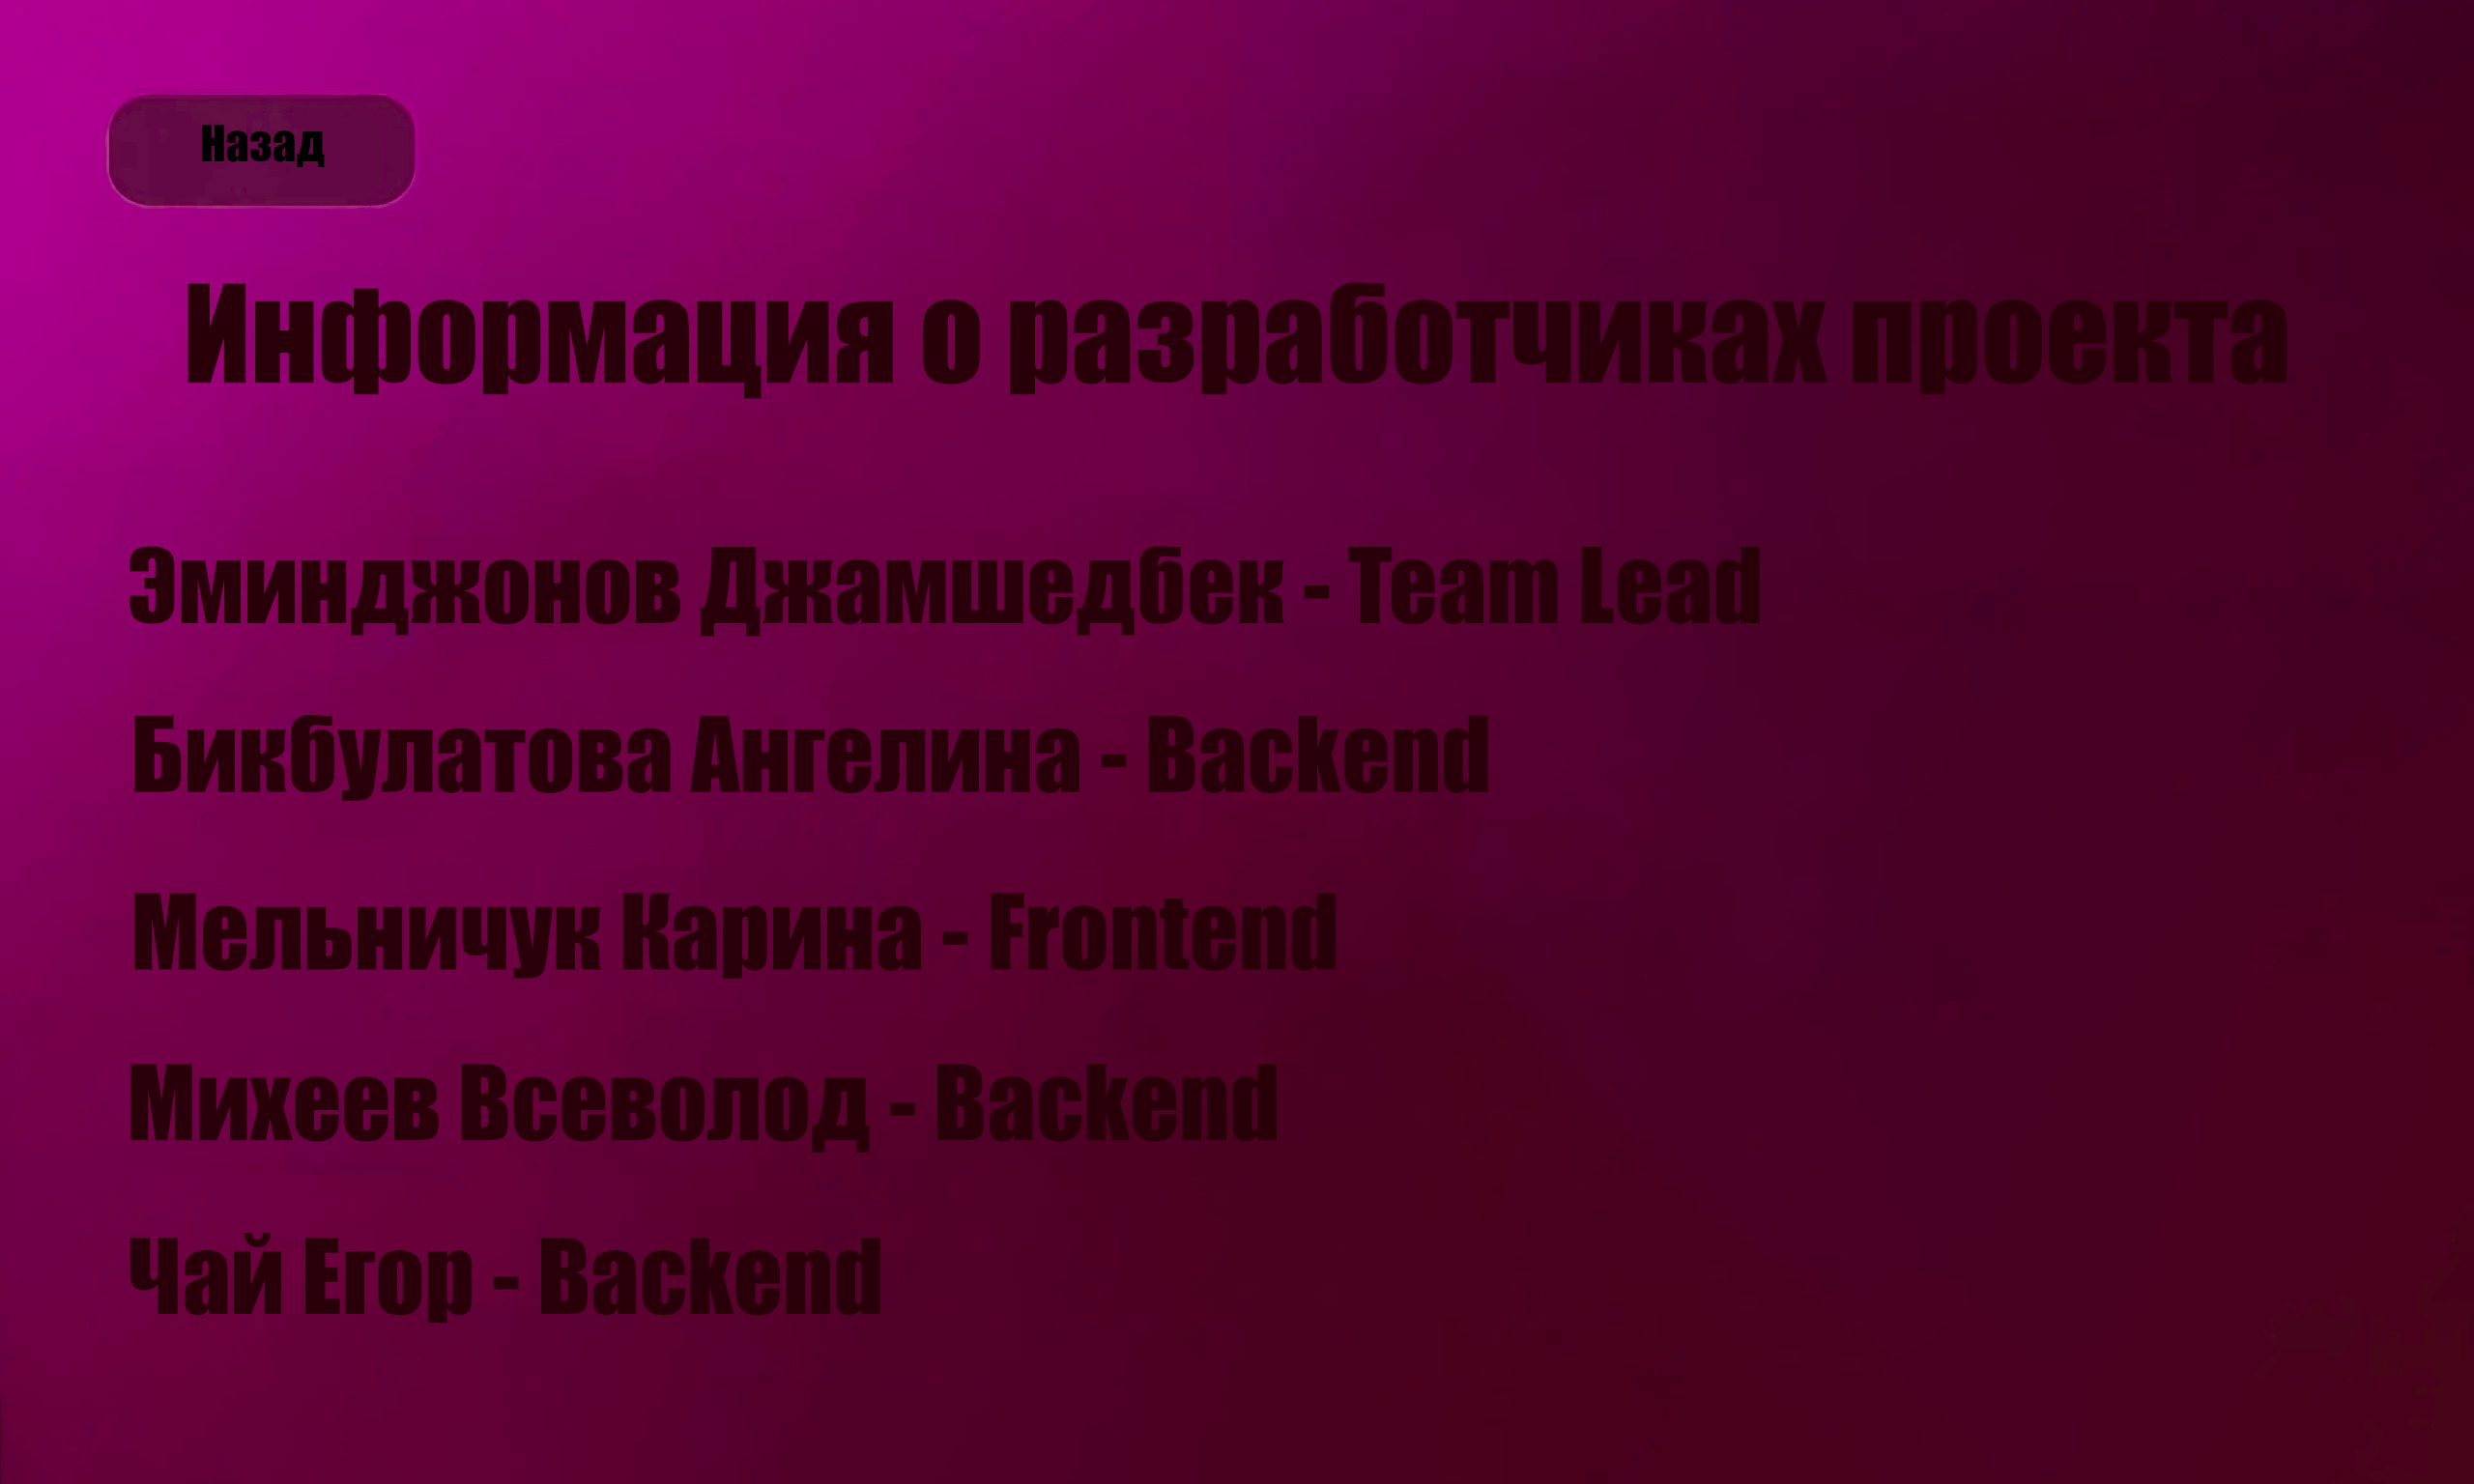 Назад
Информация о разработчиках проекта
Эминджонов Джамшедбек - Team Lead
Бикбулатова Ангелина - Backend
Мельничук Карина - Frontend
Михеев Всеволод - Backend
Чай Егор - Backend